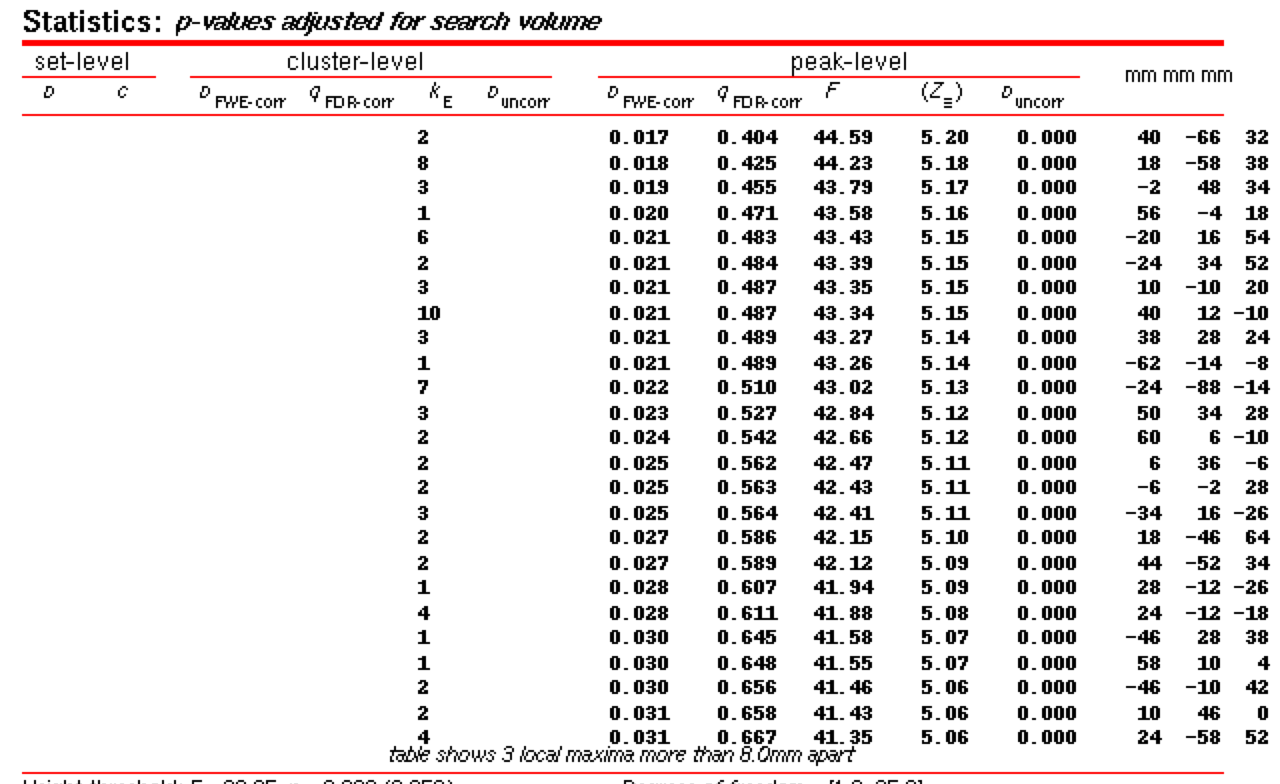 Statistics: p-values adjusted for search volume
set-level cluster-level peak-level mm mm mm
p c p FWE-corr q FDR-corr k E p uncorr p FWE-corr q FDR-corr F (Z≡) p uncorr
2 0.017 0.404 44.59 5.20 0.000 40 -66 32
8 0.018 0.425 44.23 5.18 0.000 18 -58 38
3 0.019 0.455 43.79 5.17 0.000 -2 48 34
1 0.020 0.471 43.58 5.16 0.000 56 -4 18
6 0.021 0.483 43.43 5.15 0.000 -20 16 54
2 0.021 0.484 43.39 5.15 0.000 -24 34 52
3 0.021 0.487 43.35 5.15 0.000 10 -10 20
10 0.021 0.487 43.34 5.15 0.000 40 12 -10
3 0.021 0.489 43.27 5.14 0.000 38 28 24
1 0.021 0.489 43.26 5.14 0.000 -62 -14 -8
7 0.022 0.510 43.02 5.13 0.000 -24 -88 -14
3 0.023 0.527 42.84 5.12 0.000 50 34 28
2 0.024 0.542 42.66 5.12 0.000 60 6 -10
2 0.025 0.562 42.47 5.11 0.000 6 36 -6
2 0.025 0.563 42.43 5.11 0.000 -6 -2 28
3 0.025 0.564 42.41 5.11 0.000 -34 16 -26
2 0.027 0.586 42.15 5.10 0.000 18 -46 64
2 0.027 0.589 42.12 5.09 0.000 44 -52 34
1 0.028 0.607 41.94 5.09 0.000 28 -12 -26
4 0.028 0.611 41.88 5.08 0.000 24 -12 -18
1 0.030 0.645 41.58 5.07 0.000 -46 28 38
1 0.030 0.648 41.55 5.07 0.000 58 10 4
2 0.030 0.656 41.46 5.06 0.000 -46 -10 42
2 0.031 0.658 41.43 5.06 0.000 10 46 0
4 0.031 0.667 41.35 5.06 0.000 24 -58 52
table shows 3 local maxima more than 8.0mm apart
Height threshold: Degrees of freedom